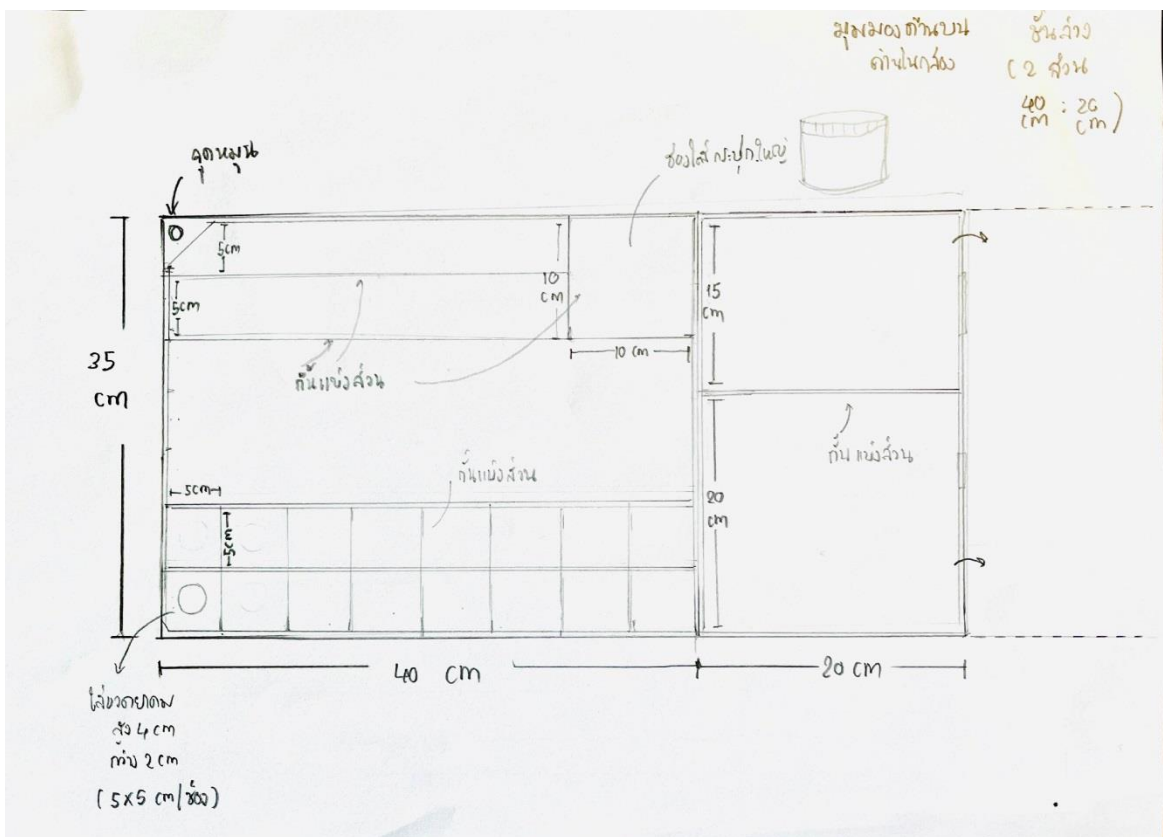 มุมมองด้านบน
ด้านในกล่อง
ชั้นล่าง
(2 ส่วน
40 : 20
cm cm)
จุดหมุน
ช่องใส่กระปุกใหญ่
5cm
5cm
10
cm
10 cm
15
cm
35
cm
กั้นแบ่งส่วน
กั้นแบ่งส่วน
กั้นแบ่งส่วน
5cm
5cm
20
cm
40 cm
20 cm
ใส่ขวดยาดม
สูง 4 cm
กว้าง 2 cm
(5x5 cm/ช่อง)